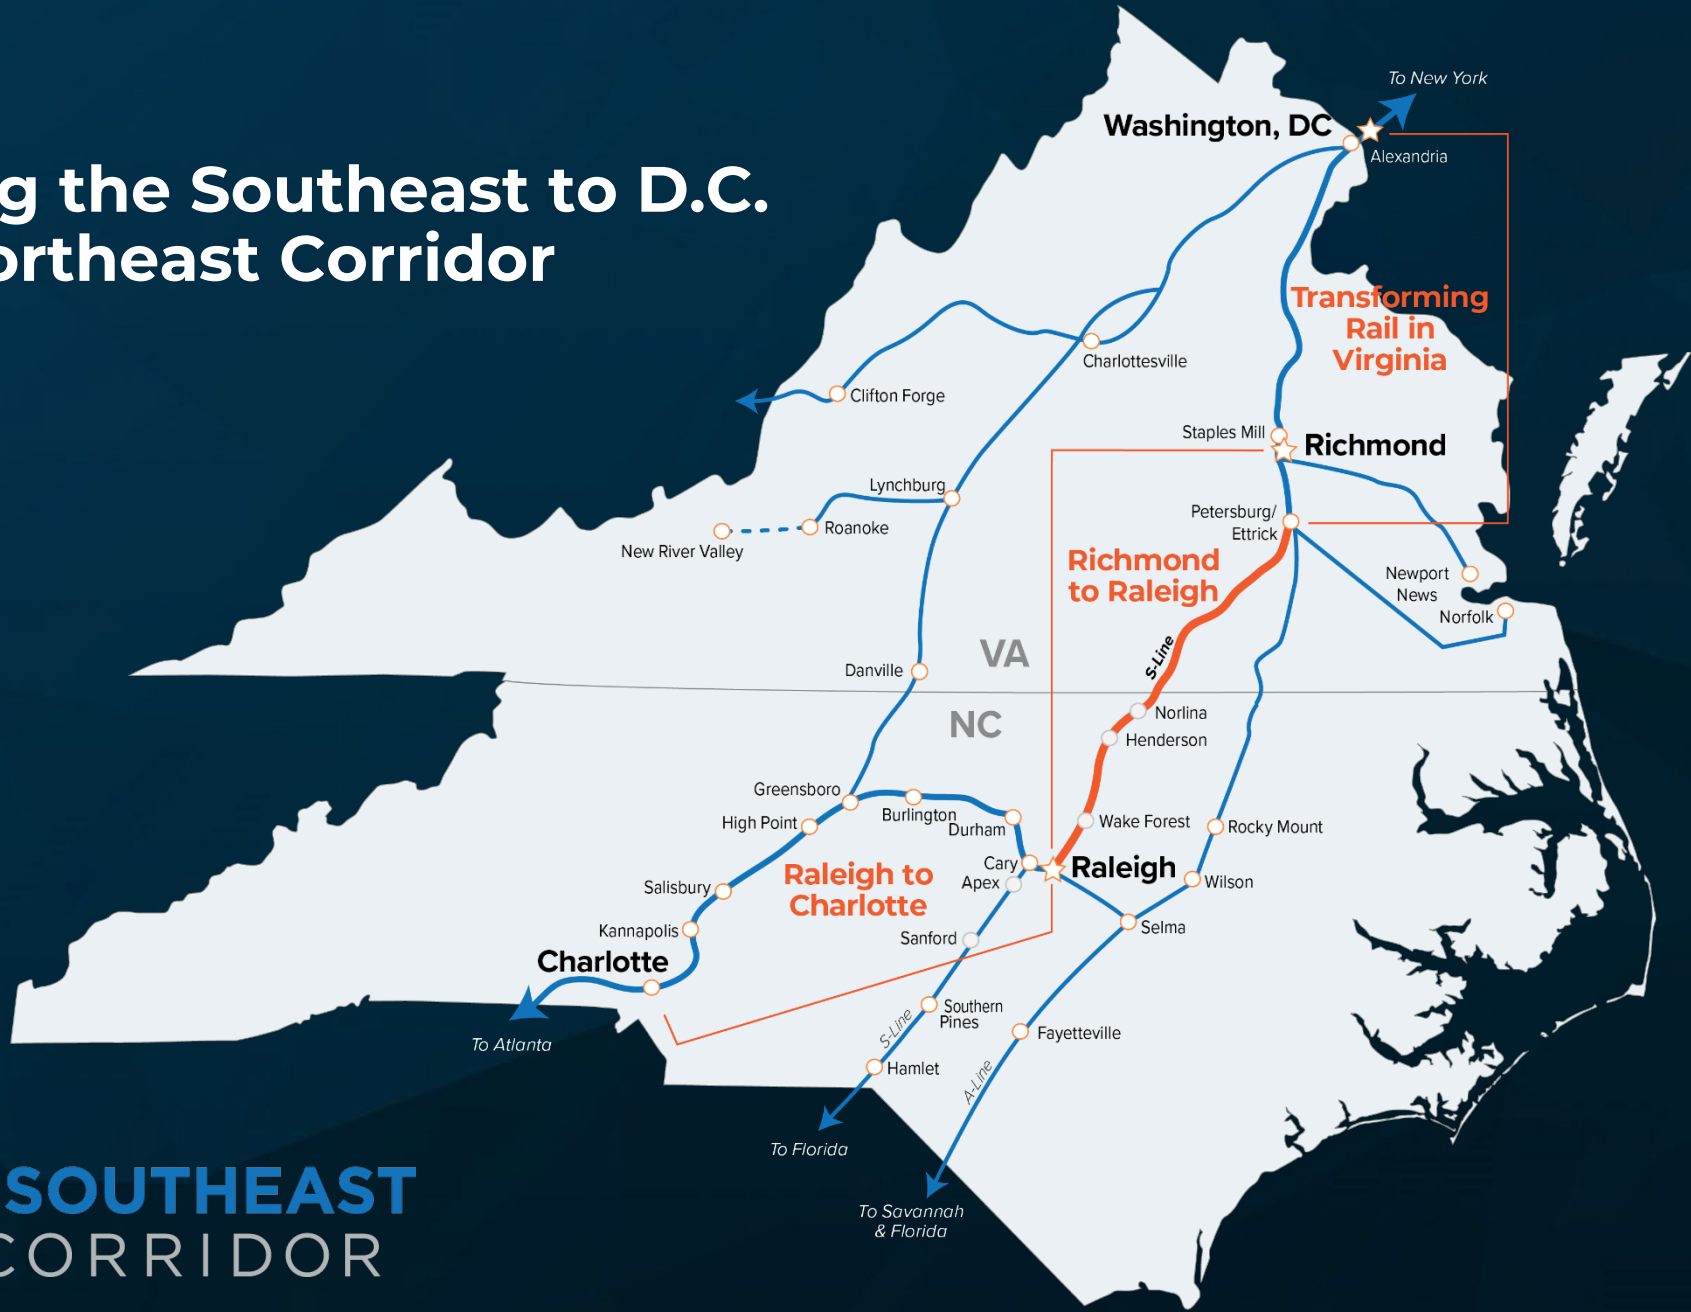 To New York
Washington, DC
Alexandria
g the Southeast to D.C.
ortheast Corridor
Transforming
Rail in
Virginia
Charlottesville
Clifton Forge
Staples Mill
Richmond
Lynchburg
Petersburg/
Ettrick
Roanoke
New River Valley
Richmond
to Raleigh
Newport
News
Norfolk
S-Line
VA
Danville
NC
Norlina
Henderson
Greensboro
High Point
Burlington
Durham
Wake Forest
Rocky Mount
Cary
Raleigh
Apex
Raleigh to
Charlotte
Salisbury
Wilson
Kannapolis
Sanford
Selma
Charlotte
Southern
Pines
S-Line
Fayetteville
To Atlanta
Hamlet
A-Line
To Florida
To Savannah
& Florida
SOUTHEAST
CORRIDOR